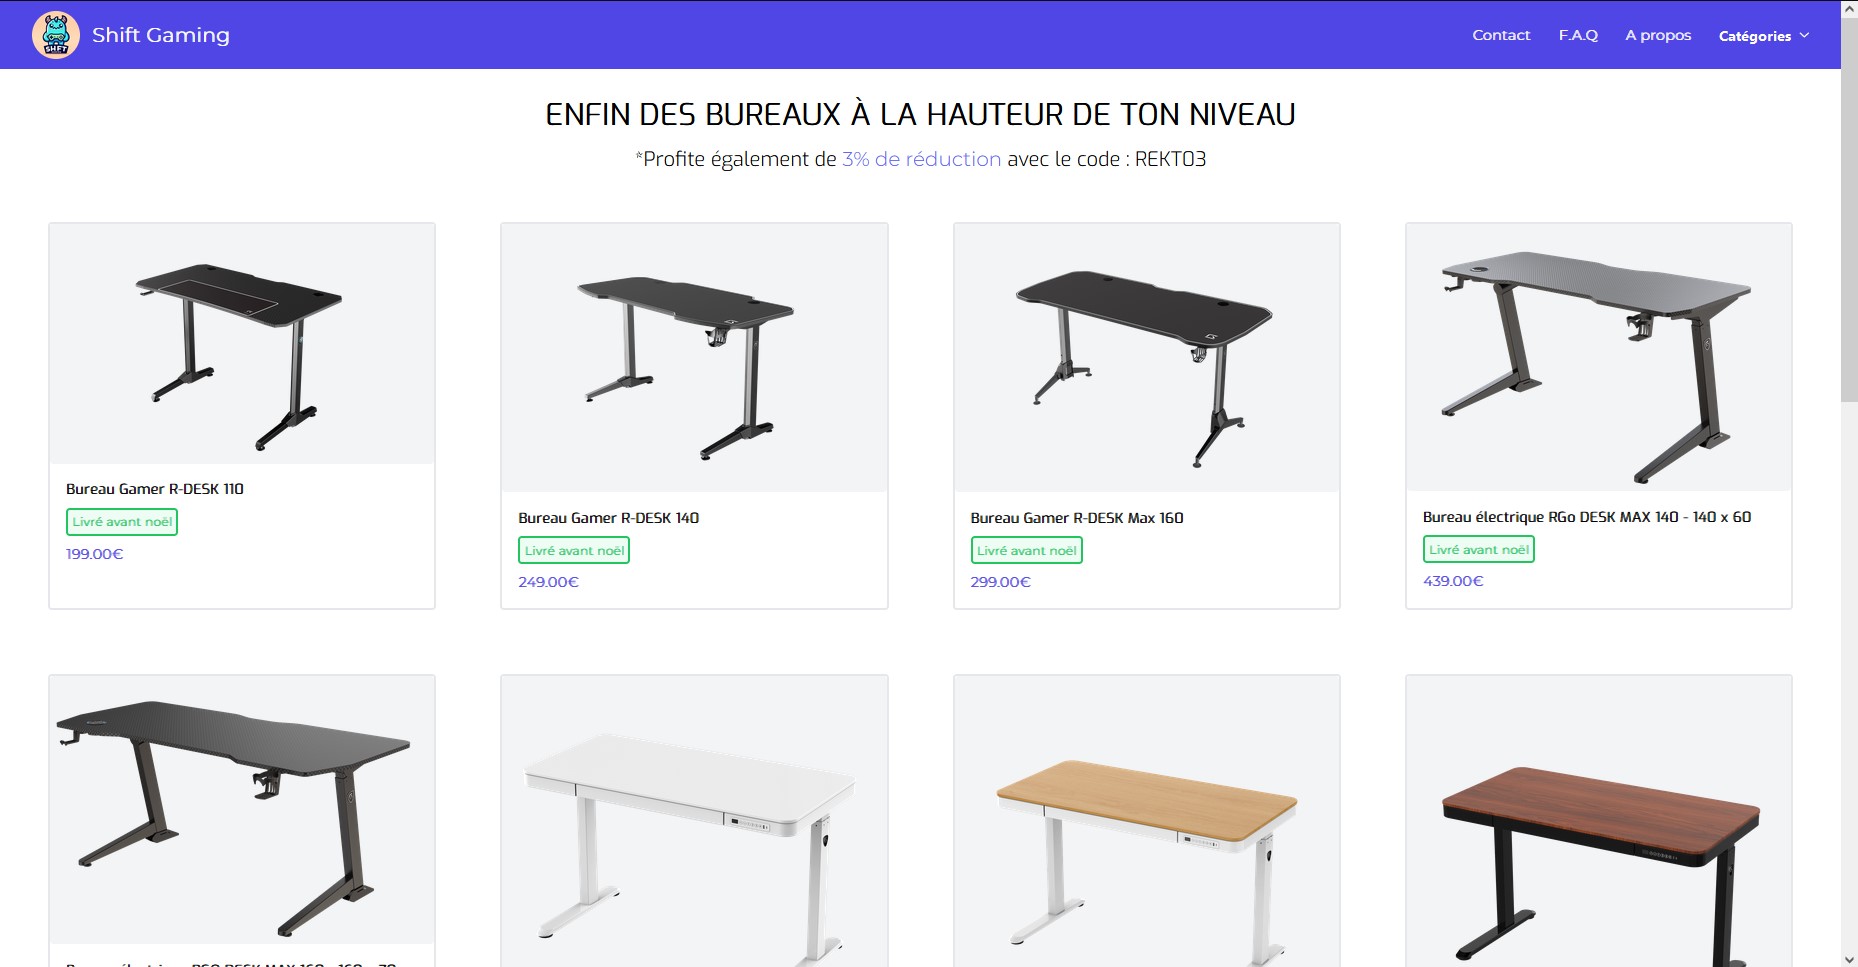 SHIFT
Shift Gaming
Contact
F.A.Q
A propos
Catégories
ENFIN DES BUREAUX À LA HAUTEUR DE TON NIVEAU
*Profite également de 3% de réduction avec le code : REKT03
Bureau Gamer R-DESK 110
Livré avant noël
199.00€
Bureau Gamer R-DESK 140
Livré avant noël
249.00€
Bureau Gamer R-DESK Max 160
Livré avant noël
299.00€
Bureau électrique RGo DESK MAX 140 - 140 x 60
Livré avant noël
439.00€